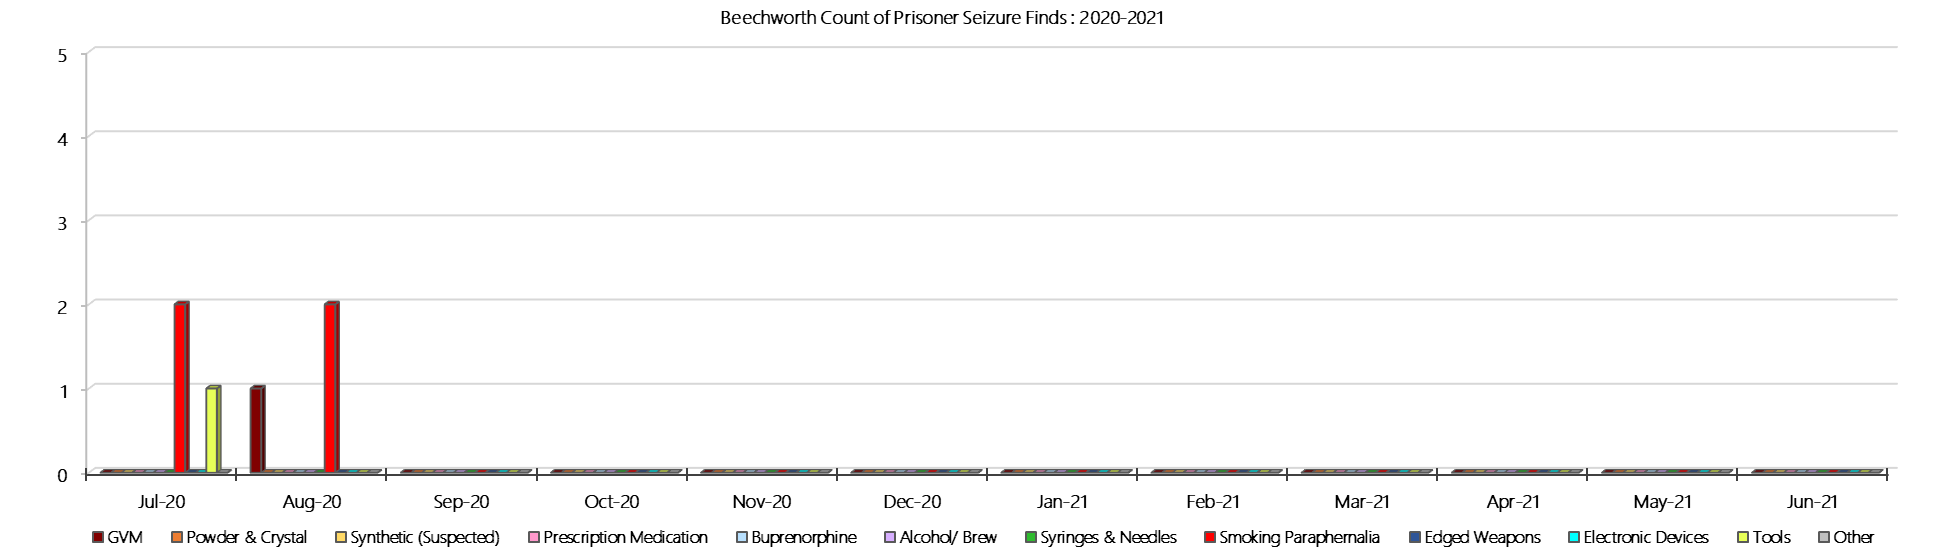 Beechworth Count of Prisoner Seizure Finds : 2020-2021
5
4
3
2
1
0
Jul-20 Aug-20 Sep-20 Oct-20 Nov-20 Dec-20 Jan-21 Feb-21 Mar-21 Apr-21 May-21 Jun-21
GVM Powder & Crystal Synthetic (Suspected) Prescription Medication Buprenorphine Alcohol/ Brew Syringes & Needles Smoking Paraphernalia Edged Weapons Electronic Devices Tools Other